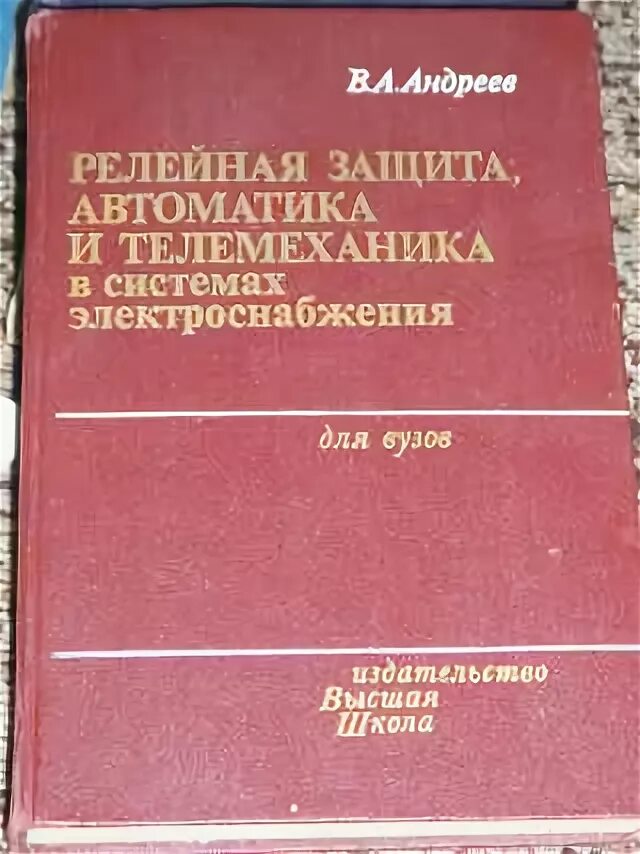 В.А. Андреев
РЕЛЕЙНАЯ ЗАЩИТА,
АВТОМАТИКА
И ТЕЛЕМЕХАНИКА
в системах
электроснабжения
для вузов
издательство
Высшая
Школа